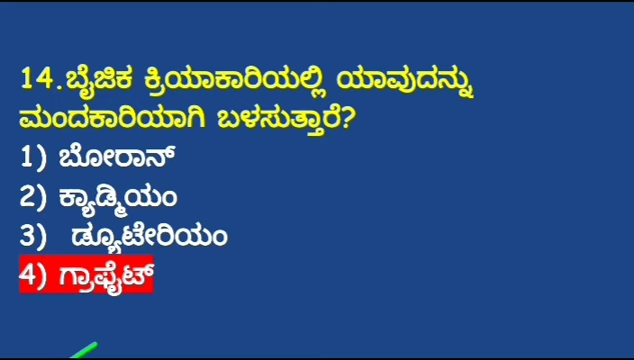 14.ಬೈಜಿಕ ಕ್ರಿಯಾಕಾರಿಯಲ್ಲಿ ಯಾವುದನ್ನು
ಮಂದಕಾರಿಯಾಗಿ ಬಳಸುತ್ತಾರೆ?
1) ಬೋರಾನ್
2) ಕ್ಯಾಡ್ಮಿಯಂ
3) ಡ್ಯೂಟೇರಿಯಂ
4) ಗ್ರಾಫೈಟ್